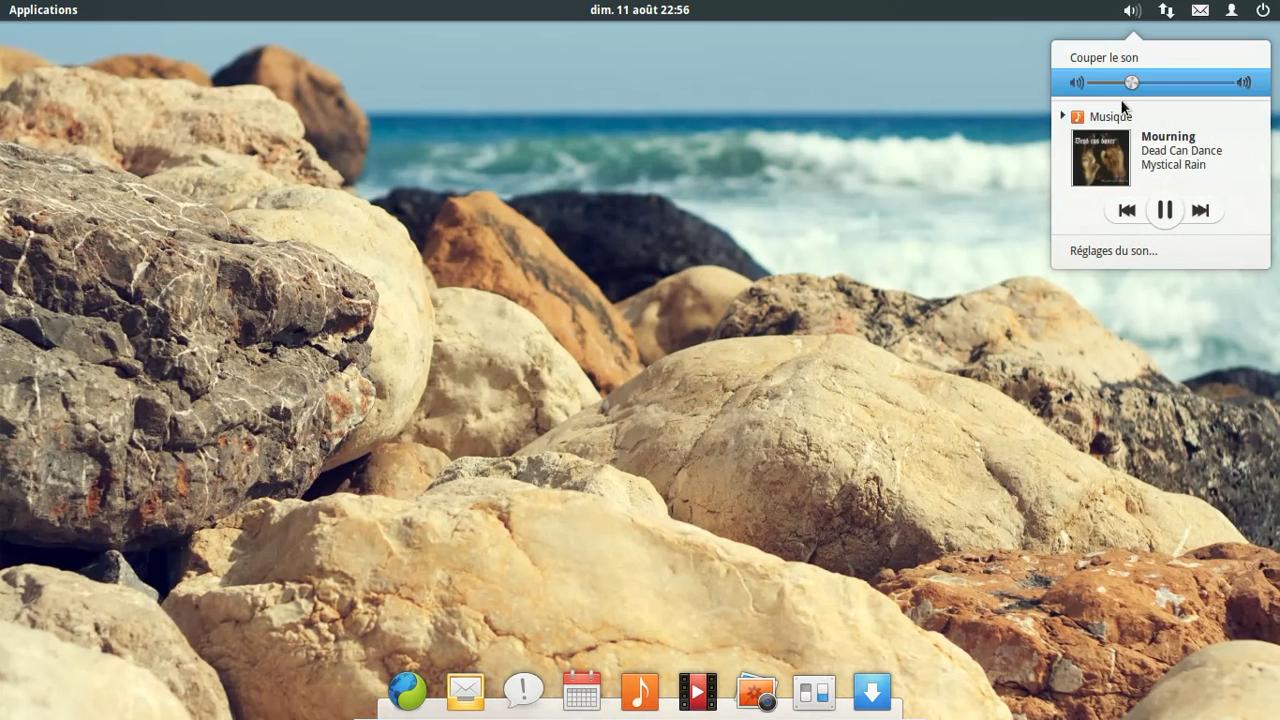 Applications
dim. 11 août 22:56
Couper le son
Musique
Mourning
Dead Can Dance
Mystical Rain
Réglages du son...